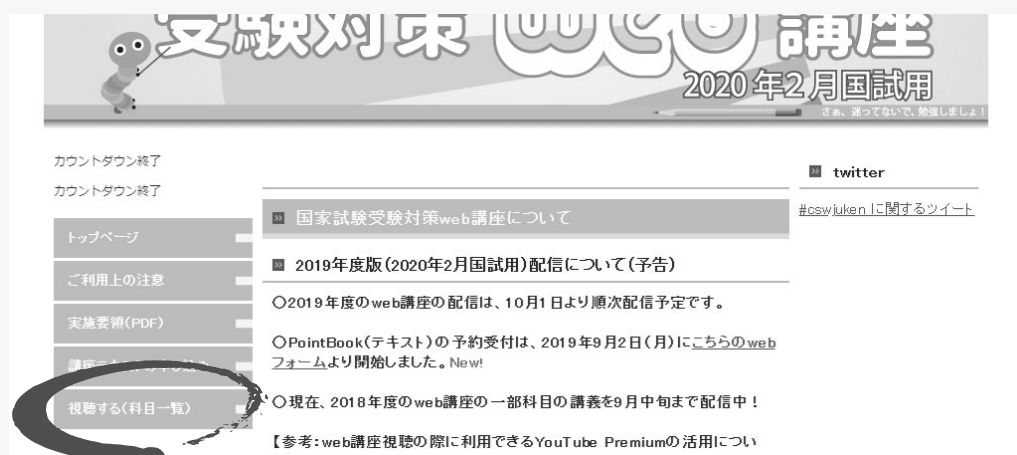 受験対策 web 講座
2020年2月国試用
さぁ、迷ってないで、勉強しましょ!
カウントダウン終了
カウントダウン終了
トップページ
ご利用上の注意
実施要領(PDF)
視聴する(科目一覧)
国家試験受験対策web講座について
2019年度版(2020年2月国試用)配信について(予告)
○2019年度のweb講座の配信は、10月1日より順次配信予定です。
○PointBook(テキスト)の予約受付は、2019年9月2日(月)にこちらのweb
フォームより開始しました。New!
○現在、2018年度のweb講座の一部科目の講義を9月中旬まで配信中!
【参考:web講座視聴の際に利用できるYouTube Premiumの活用につい
twitter
#cswjuken に関するツイート